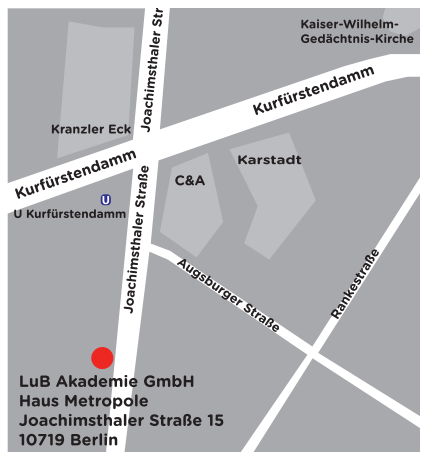 Kaiser-Wilhelm-
Gedächtnis-Kirche
Joachimsthaler Str
Kurfürstendamm
Kranzler Eck
Karstadt
Kurfürstendamm
C&A
U
U Kurfürstendamm
Joachimsthaler Straße
Augsburger Straße
Rankestraße
LuB Akademie GmbH
Haus Metropole
Joachimsthaler Straße 15
10719 Berlin